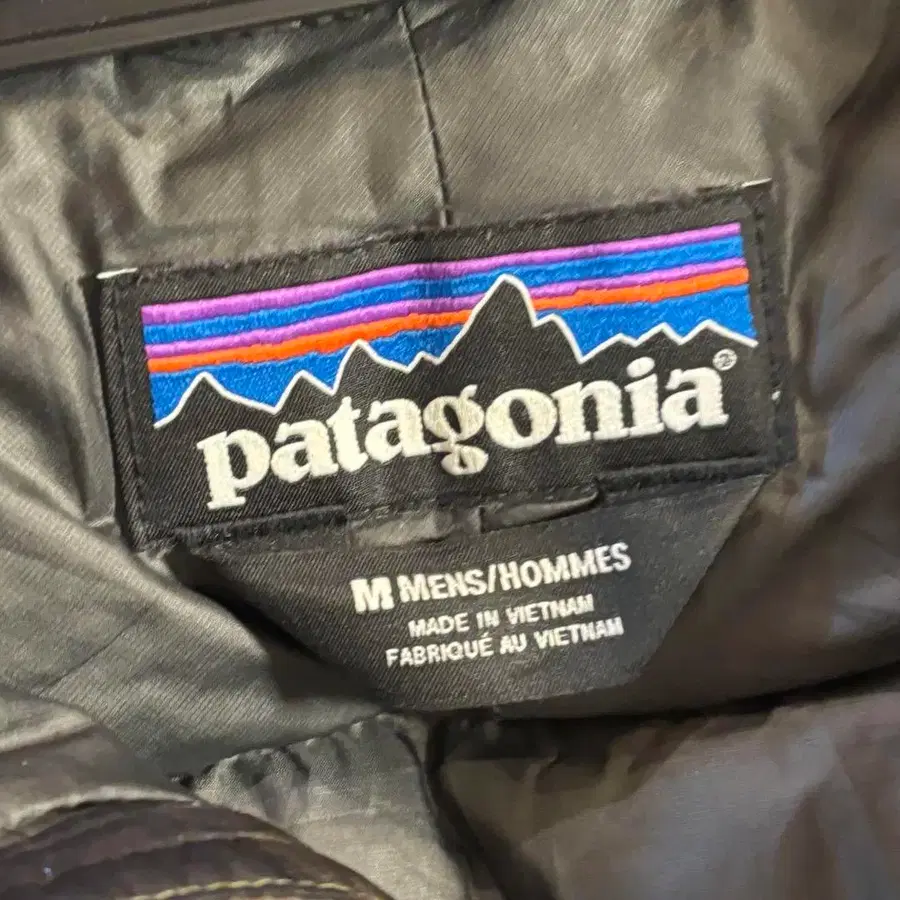 patagonia®
M MENS/HOMMES
MADE IN VIETNAM
FABRIQUÉ AU VIETNAM